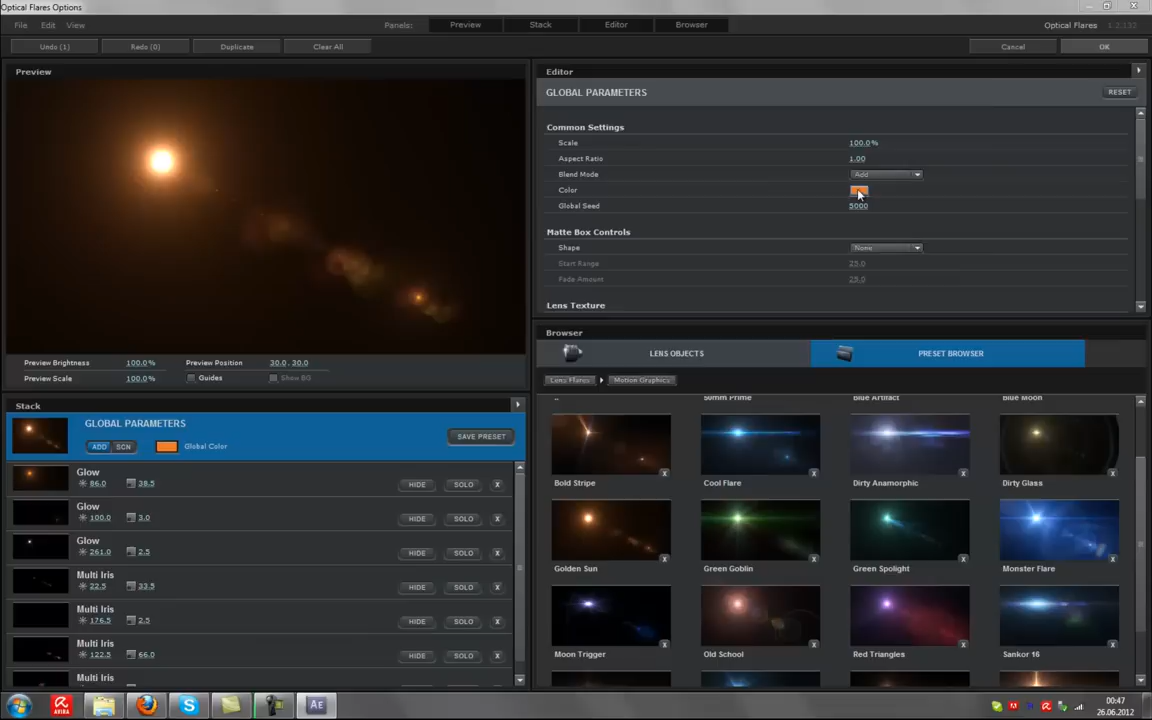 Optical Flares Options
File Edit View Panels: Preview Stack Editor Browser Optical Flares 1.2.132
Undo (1) Redo (0) Duplicate Clear All Cancel OK
Preview
Preview Brightness 100.0% Preview Position 30.0 , 30.0
Preview Scale 100.0% Guides Show BG
Stack
GLOBAL PARAMETERS
ADD SCN Global Color SAVE PRESET
Glow
86.0 38.5 HIDE SOLO X
Glow
100.0 3.0 HIDE SOLO X
Glow
261.0 2.5 HIDE SOLO X
Multi Iris
22.5 33.5 HIDE SOLO X
Multi Iris
176.5 2.5 HIDE SOLO X
Multi Iris
122.5 66.0 HIDE SOLO X
Multi Iris
Editor
GLOBAL PARAMETERS RESET
Common Settings
Scale 100.0%
Aspect Ratio 1.00
Blend Mode Add
Color
Global Seed 5000
Matte Box Controls
Shape None
Start Range 25.0
Fade Amount 25.0
Lens Texture
Browser
LENS OBJECTS PRESET BROWSER
Lens Flares Motion Graphics
.. 50mm Prime Blue Artifact Blue Moon
Bold Stripe Cool Flare Dirty Anamorphic Dirty Glass
Golden Sun Green Goblin Green Spolight Monster Flare
Moon Trigger Old School Red Triangles Sankor 16
AVIRA Ae 00:47
26.06.2012